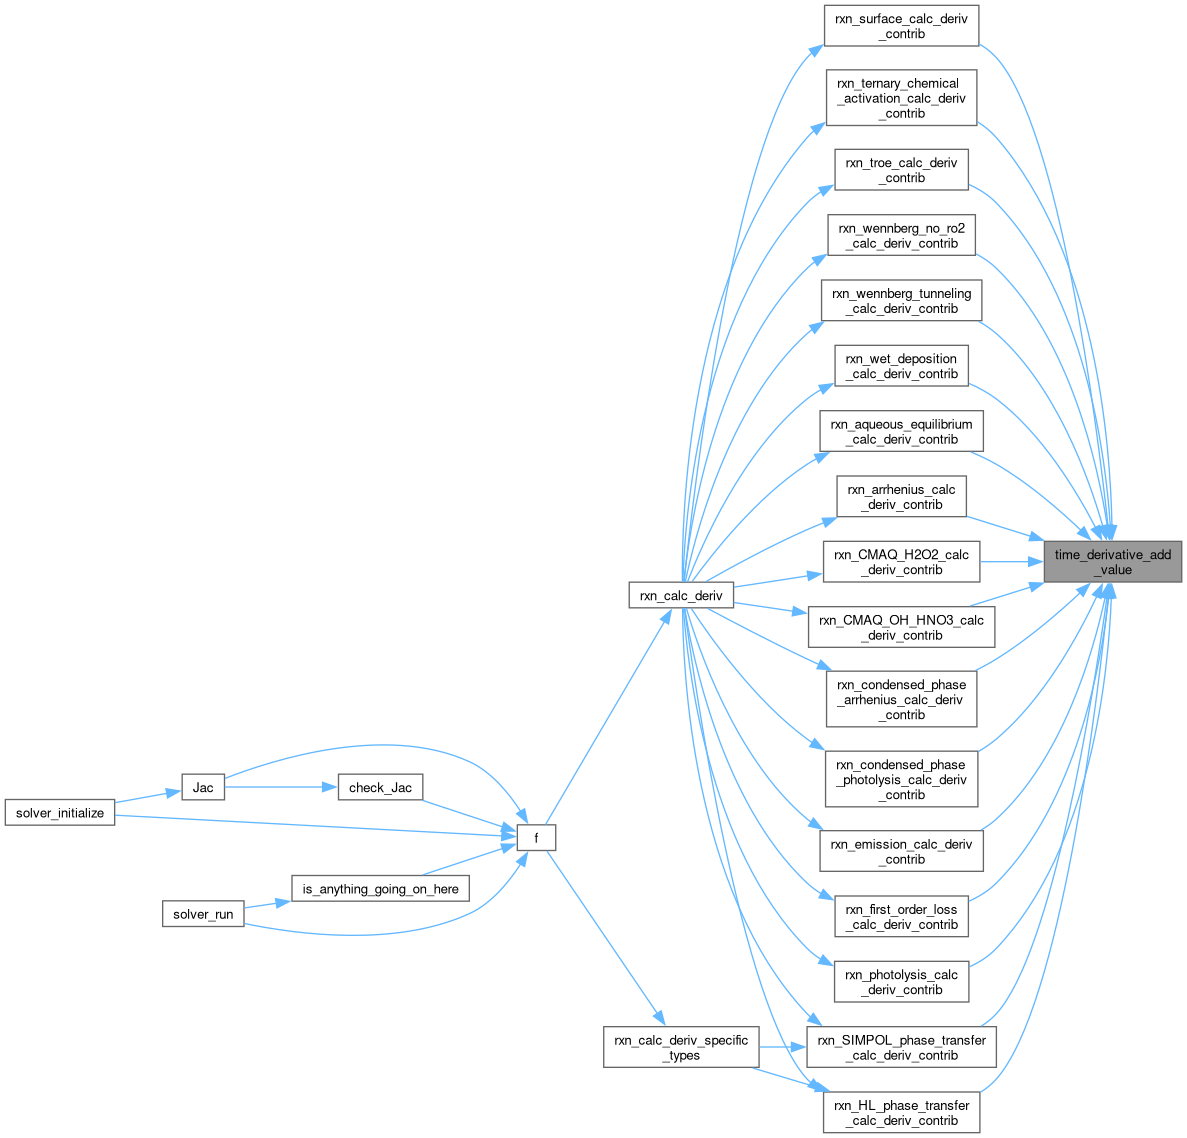 rxn_surface_calc_deriv
_contrib
rxn_ternary_chemical
_activation_calc_deriv
_contrib
rxn_troe_calc_deriv
_contrib
rxn_wennberg_no_ro2
_calc_deriv_contrib
rxn_wennberg_tunneling
_calc_deriv_contrib
rxn_wet_deposition
_calc_deriv_contrib
rxn_aqueous_equilibrium
_calc_deriv_contrib
rxn_arrhenius_calc
_deriv_contrib
rxn_CMAQ_H2O2_calc
_deriv_contrib
time_derivative_add
_value
rxn_calc_deriv
rxn_CMAQ_OH_HNO3_calc
_deriv_contrib
rxn_condensed_phase
_arrhenius_calc_deriv
_contrib
rxn_condensed_phase
_photolysis_calc_deriv
_contrib
Jac
check_Jac
solver_initialize
f
rxn_emission_calc_deriv
_contrib
is_anything_going_on_here
solver_run
rxn_first_order_loss
_calc_deriv_contrib
rxn_photolysis_calc
_deriv_contrib
rxn_calc_deriv_specific
_types
rxn_SIMPOL_phase_transfer
_calc_deriv_contrib
rxn_HL_phase_transfer
_calc_deriv_contrib